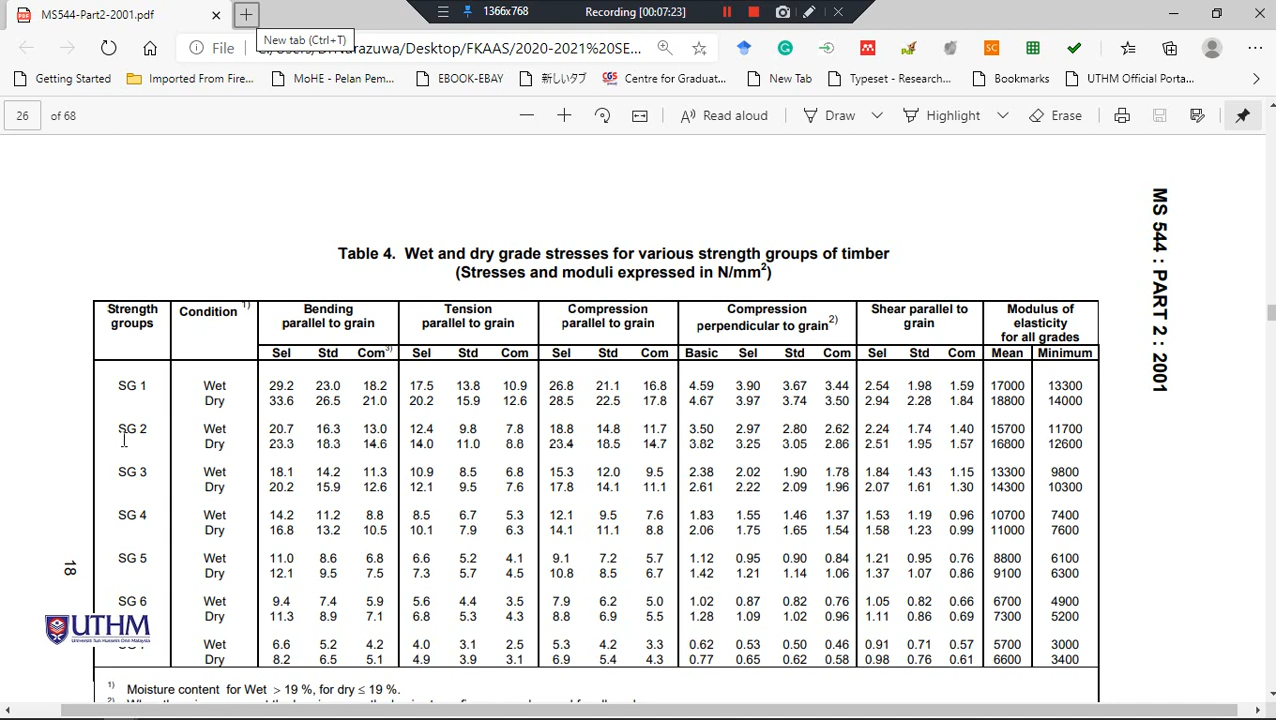 MS544-Part2-2001.pdf
1366x768
Recording [00:07:23]
New tab (Ctrl+T)
File
/Desktop/FKAAS/2020-2021%20SE...
Getting Started
Imported From Fire...
MoHE - Pelan Pem...
EBOOK-EBAY
新しいタブ
Centre for Graduat...
New Tab
Typeset - Research...
Bookmarks
UTHM Official Porta...
26 of 68
Read aloud
Draw
Highlight
Erase
MS 544 : PART 2 : 2001
Table 4. Wet and dry grade stresses for various strength groups of timber
(Stresses and moduli expressed in N/mm2)
Strength groups Condition 1) Bending parallel to grain Tension parallel to grain Compression parallel to grain Compression perpendicular to grain2) Shear parallel to grain Modulus of elasticity for all grades
Sel Std Com3) Sel Std Com Sel Std Com Basic Sel Std Com Sel Std Com Mean Minimum
SG 1 Wet 29.2 23.0 18.2 17.5 13.8 10.9 26.8 21.1 16.8 4.59 3.90 3.67 3.44 2.54 1.98 1.59 17000 13300
Dry 33.6 26.5 21.0 20.2 15.9 12.6 28.5 22.5 17.8 4.67 3.97 3.74 3.50 2.94 2.28 1.84 18800 14000
SG 2 Wet 20.7 16.3 13.0 12.4 9.8 7.8 18.8 14.8 11.7 3.50 2.97 2.80 2.62 2.24 1.74 1.40 15700 11700
Dry 23.3 18.3 14.6 14.0 11.0 8.8 23.4 18.5 14.7 3.82 3.25 3.05 2.86 2.51 1.95 1.57 16800 12600
SG 3 Wet 18.1 14.2 11.3 10.9 8.5 6.8 15.3 12.0 9.5 2.38 2.02 1.90 1.78 1.84 1.43 1.15 13300 9800
Dry 20.2 15.9 12.6 12.1 9.5 7.6 17.8 14.1 11.1 2.61 2.22 2.09 1.96 2.07 1.61 1.30 14300 10300
SG 4 Wet 14.2 11.2 8.8 8.5 6.7 5.3 12.1 9.5 7.6 1.83 1.55 1.46 1.37 1.53 1.19 0.96 10700 7400
Dry 16.8 13.2 10.5 10.1 7.9 6.3 14.1 11.1 8.8 2.06 1.75 1.65 1.54 1.58 1.23 0.99 11000 7600
SG 5 Wet 11.0 8.6 6.8 6.6 5.2 4.1 9.1 7.2 5.7 1.12 0.95 0.90 0.84 1.21 0.95 0.76 8800 6100
Dry 12.1 9.5 7.5 7.3 5.7 4.5 10.8 8.5 6.7 1.42 1.21 1.14 1.06 1.37 1.07 0.86 9100 6300
SG 6 Wet 9.4 7.4 5.9 5.6 4.4 3.5 7.9 6.2 5.0 1.02 0.87 0.82 0.76 1.05 0.82 0.66 6700 4900
Dry 11.3 8.9 7.1 6.8 5.3 4.3 8.8 6.9 5.5 1.28 1.09 1.02 0.96 1.11 0.86 0.69 7300 5200
Wet 6.6 5.2 4.2 4.0 3.1 2.5 5.3 4.2 3.3 0.62 0.53 0.50 0.46 0.91 0.71 0.57 5700 3000
Dry 8.2 6.5 5.1 4.9 3.9 3.1 6.9 5.4 4.3 0.77 0.65 0.62 0.58 0.98 0.76 0.61 6600 3400
18
UTHM
Universiti Tun Hussein Onn Malaysia
1) Moisture content for Wet > 19 %, for dry ≤ 19 %.
2)